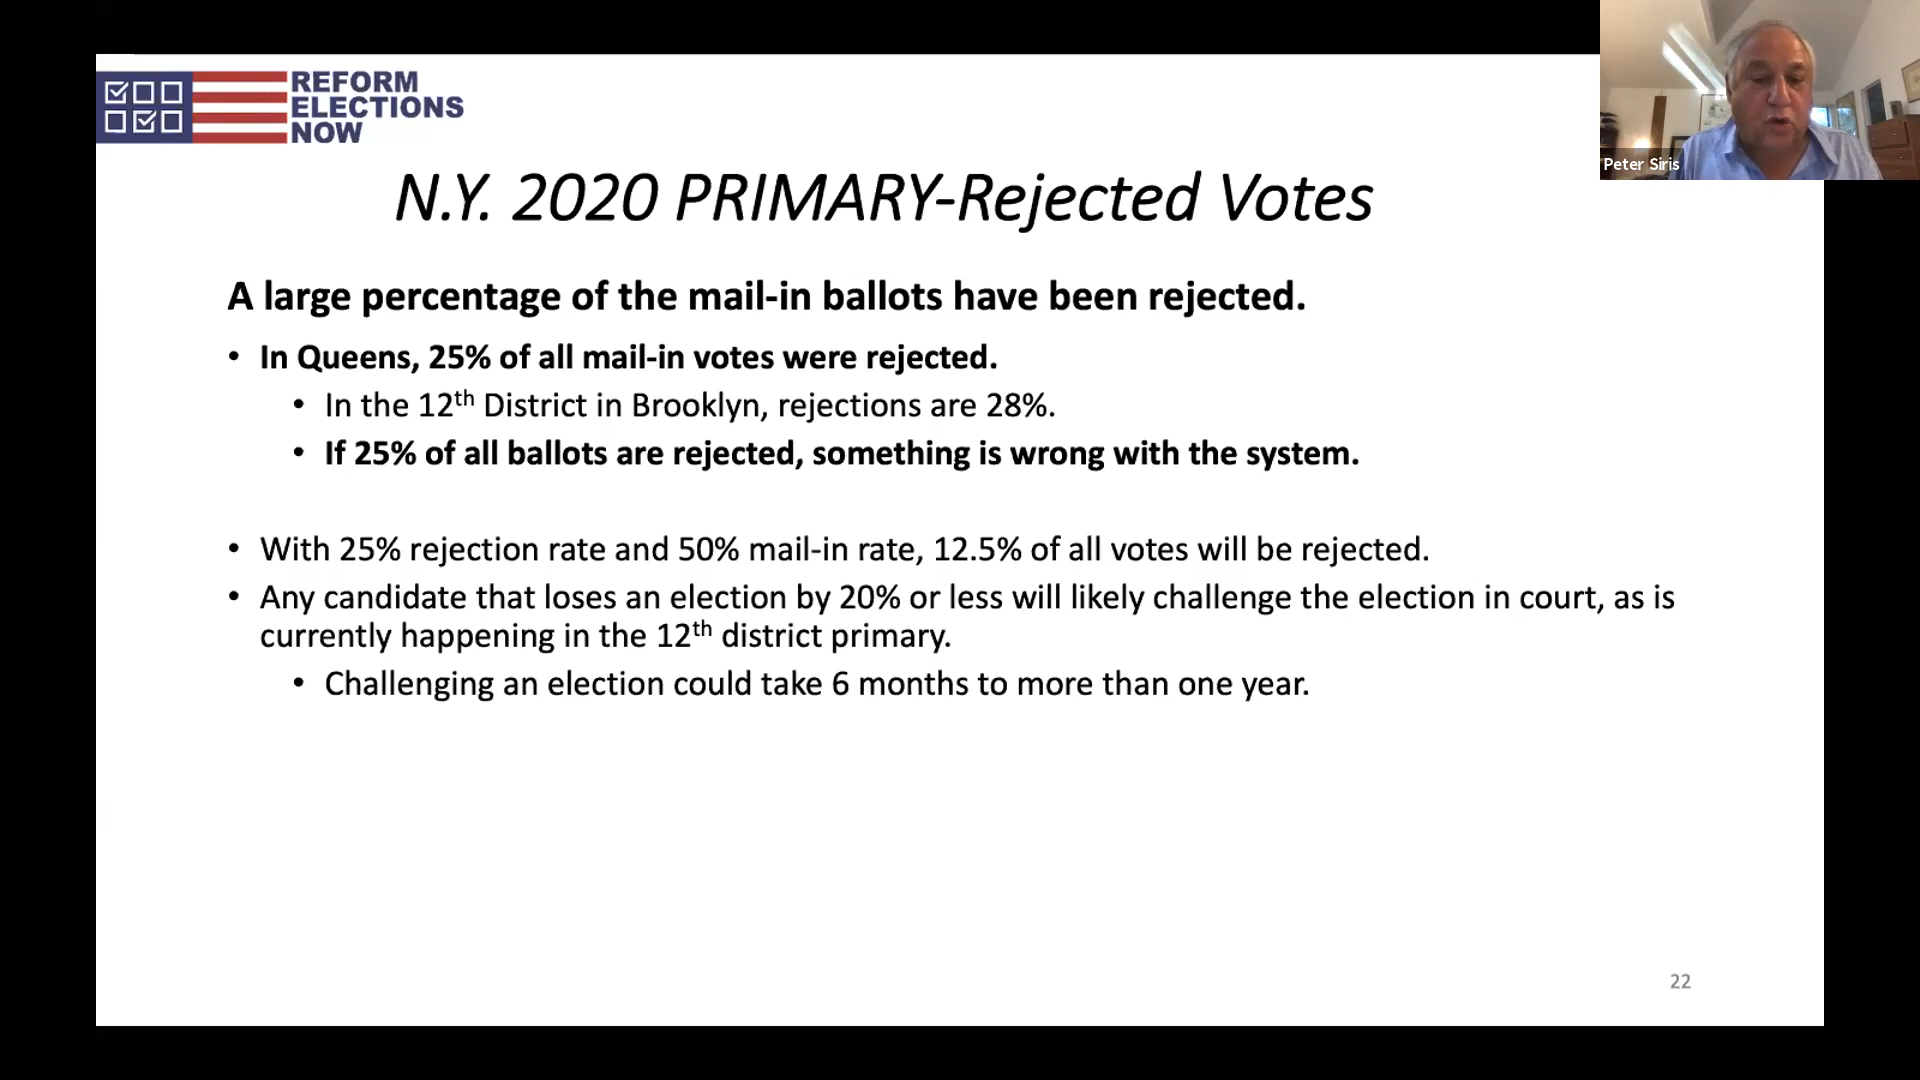 REFORM
ELECTIONS
NOW
Peter Siris
N.Y. 2020 PRIMARY-Rejected Votes
A large percentage of the mail-in ballots have been rejected.
• In Queens, 25% of all mail-in votes were rejected.
• In the 12th District in Brooklyn, rejections are 28%.
• If 25% of all ballots are rejected, something is wrong with the system.
• With 25% rejection rate and 50% mail-in rate, 12.5% of all votes will be rejected.
• Any candidate that loses an election by 20% or less will likely challenge the election in court, as is
currently happening in the 12th district primary.
• Challenging an election could take 6 months to more than one year.
22